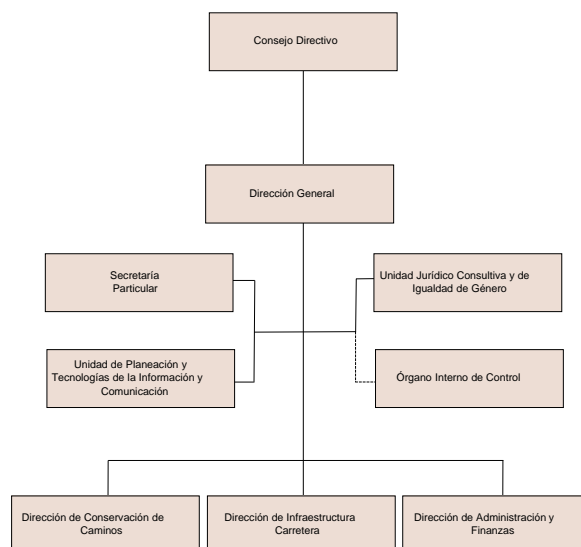 Consejo Directivo
Dirección General
Secretaría
Particular
Unidad Jurídico Consultiva y de
Igualdad de Género
Unidad de Planeación y
Tecnologías de la Información y
Comunicación
Órgano Interno de Control
Dirección de Conservación de
Caminos
Dirección de Infraestructura
Carretera
Dirección de Administración y
Finanzas